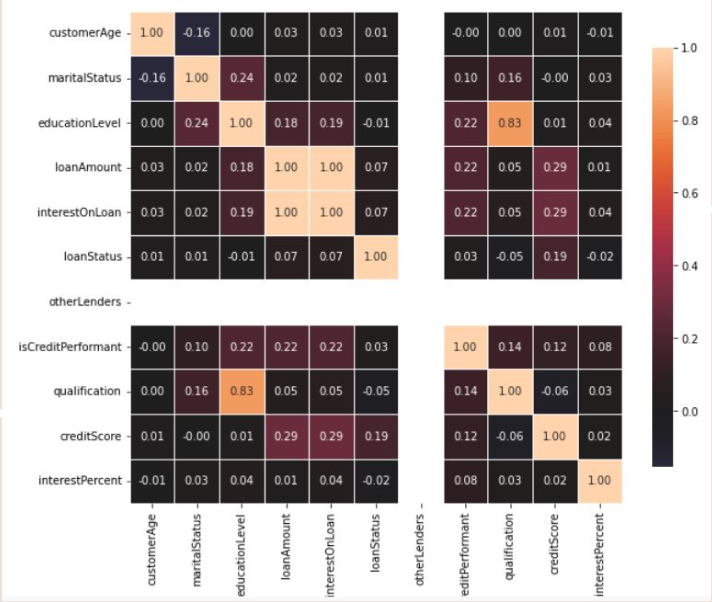 customerAge 1.00 -0.16 0.00 0.03 0.03 0.01 -0.00 0.00 0.01 -0.01
maritalStatus -0.16 1.00 0.24 0.02 0.02 0.01 0.10 0.16 -0.00 0.03
educationLevel 0.00 0.24 1.00 0.18 0.19 -0.01 0.22 0.83 0.01 0.04
loanAmount 0.03 0.02 0.18 1.00 1.00 0.07 0.22 0.05 0.29 0.01
interestOnLoan 0.03 0.02 0.19 1.00 1.00 0.07 0.22 0.05 0.29 0.04
loanStatus 0.01 0.01 -0.01 0.07 0.07 1.00 0.03 -0.05 0.19 -0.02
otherLenders
isCreditPerformant -0.00 0.10 0.22 0.22 0.22 0.03 1.00 0.14 0.12 0.08
qualification 0.00 0.16 0.83 0.05 0.05 -0.05 0.14 1.00 -0.06 0.03
creditScore 0.01 -0.00 0.01 0.29 0.29 0.19 0.12 -0.06 1.00 0.02
interestPercent -0.01 0.03 0.04 0.01 0.04 -0.02 0.08 0.03 0.02 1.00
customerAge
maritalStatus
educationLevel
loanAmount
interestOnLoan
loanStatus
otherLenders
editPerformant
qualification
creditScore
interestPercent
1.0
0.8
0.6
0.4
0.2
0.0